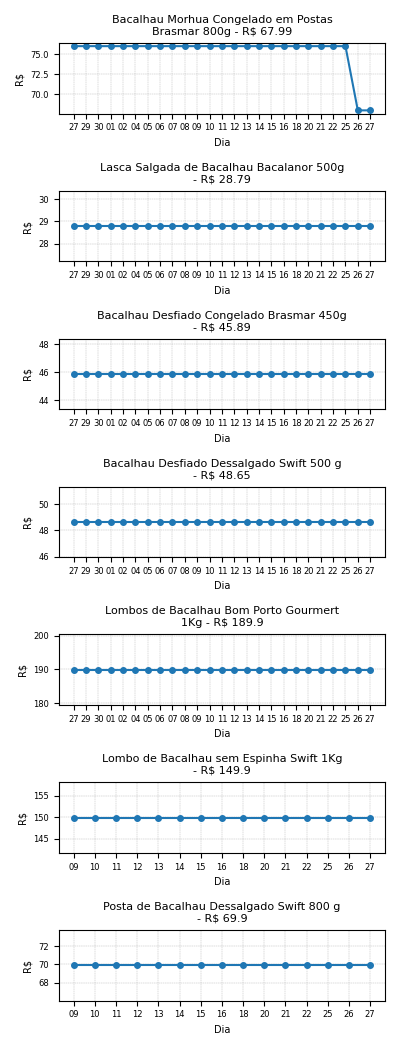 Bacalhau Morhua Congelado em Postas
Brasmar 800g - R$ 67.99
75.0
72.5
70.0
R$
27 29 30 01 02 04 05 06 07 08 09 10 11 12 13 14 15 16 18 20 21 22 25 26 27
Dia
Lasca Salgada de Bacalhau Bacalanor 500g
- R$ 28.79
30
29
28
R$
27 29 30 01 02 04 05 06 07 08 09 10 11 12 13 14 15 16 18 20 21 22 25 26 27
Dia
Bacalhau Desfiado Congelado Brasmar 450g
- R$ 45.89
48
46
44
R$
27 29 30 01 02 04 05 06 07 08 09 10 11 12 13 14 15 16 18 20 21 22 25 26 27
Dia
Bacalhau Desfiado Dessalgado Swift 500 g
- R$ 48.65
50
48
46
R$
27 29 30 01 02 04 05 06 07 08 09 10 11 12 13 14 15 16 18 20 21 22 25 26 27
Dia
Lombos de Bacalhau Bom Porto Gourmert
1Kg - R$ 189.9
200
190
180
R$
27 29 30 01 02 04 05 06 07 08 09 10 11 12 13 14 15 16 18 20 21 22 25 26 27
Dia
Lombo de Bacalhau sem Espinha Swift 1Kg
- R$ 149.9
155
150
145
R$
09 10 11 12 13 14 15 16 18 20 21 22 25 26 27
Dia
Posta de Bacalhau Dessalgado Swift 800 g
- R$ 69.9
72
70
68
R$
09 10 11 12 13 14 15 16 18 20 21 22 25 26 27
Dia